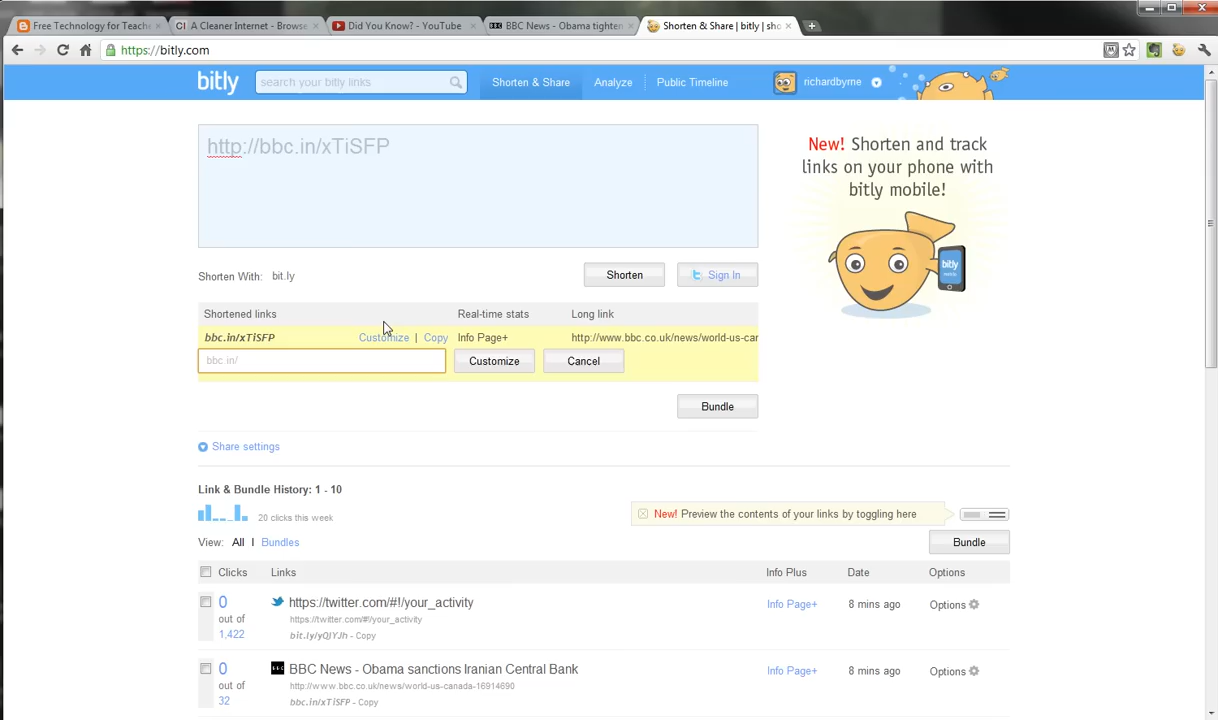 Free Technology for Teache
CI A Cleaner Internet - Browse
Did You Know? - YouTube
BBC News - Obama tighten
Shorten & Share | bitly | sho
https://bitly.com
bitly
search your bitly links
Shorten & Share
Analyze
Public Timeline
richardbyrne
http://bbc.in/xTiSFP
New! Shorten and track
links on your phone with
bitly mobile!
bitly
Shorten With: bit.ly
Shorten
Sign In
Shortened links Real-time stats Long link
bbc.in/xTiSFP Customize | Copy Info Page+ http://www.bbc.co.uk/news/world-us-car
bbc in/ Customize Cancel
Bundle
Share settings
Link & Bundle History: 1 - 10
20 clicks this week
New! Preview the contents of your links by toggling here
View: All | Bundles
Bundle
Clicks Links Info Plus Date Options
0 https://twitter.com/#!/your_activity Info Page+ 8 mins ago Options
out of https://twitter.com/#!/your_activity
1,422 bit.ly/yQJYJh - Copy
0 BBC News - Obama sanctions Iranian Central Bank Info Page+ 8 mins ago Options
out of http://www.bbc.co.uk/news/world-us-canada-16914690
32 bbc.in/xTiSFP - Copy